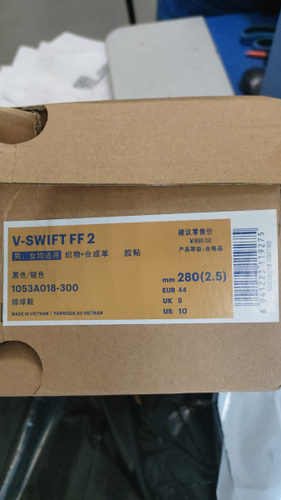 V-SWIFT FF 2
男、女均适用 织物+合成革 胶粘
黑色/银色
1053A018-300
排球鞋
MADE IN VIETNAM / FABRIQUE AU VIETNAM
建议零售价
￥990.00
产品等级: 合格品
mm 280(2.5)
EUR 44
UK 9
US 10